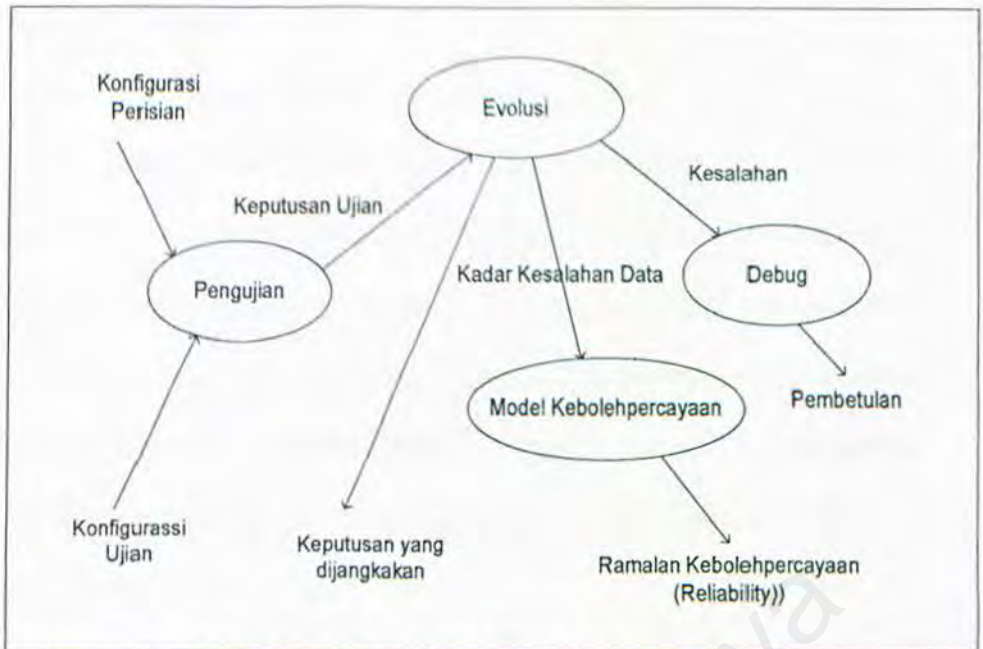 Konfigurasi
Perisian
Evolusi
Keputusan Ujian
Kesalahan
Pengujian
Kadar Kesalahan Data
Debug
Model Kebolehpercayaan
Pembetulan
Konfigurassi
Ujian
Keputusan yang
dijangkakan
Ramalan Kebolehpercayaan
(Reliability))